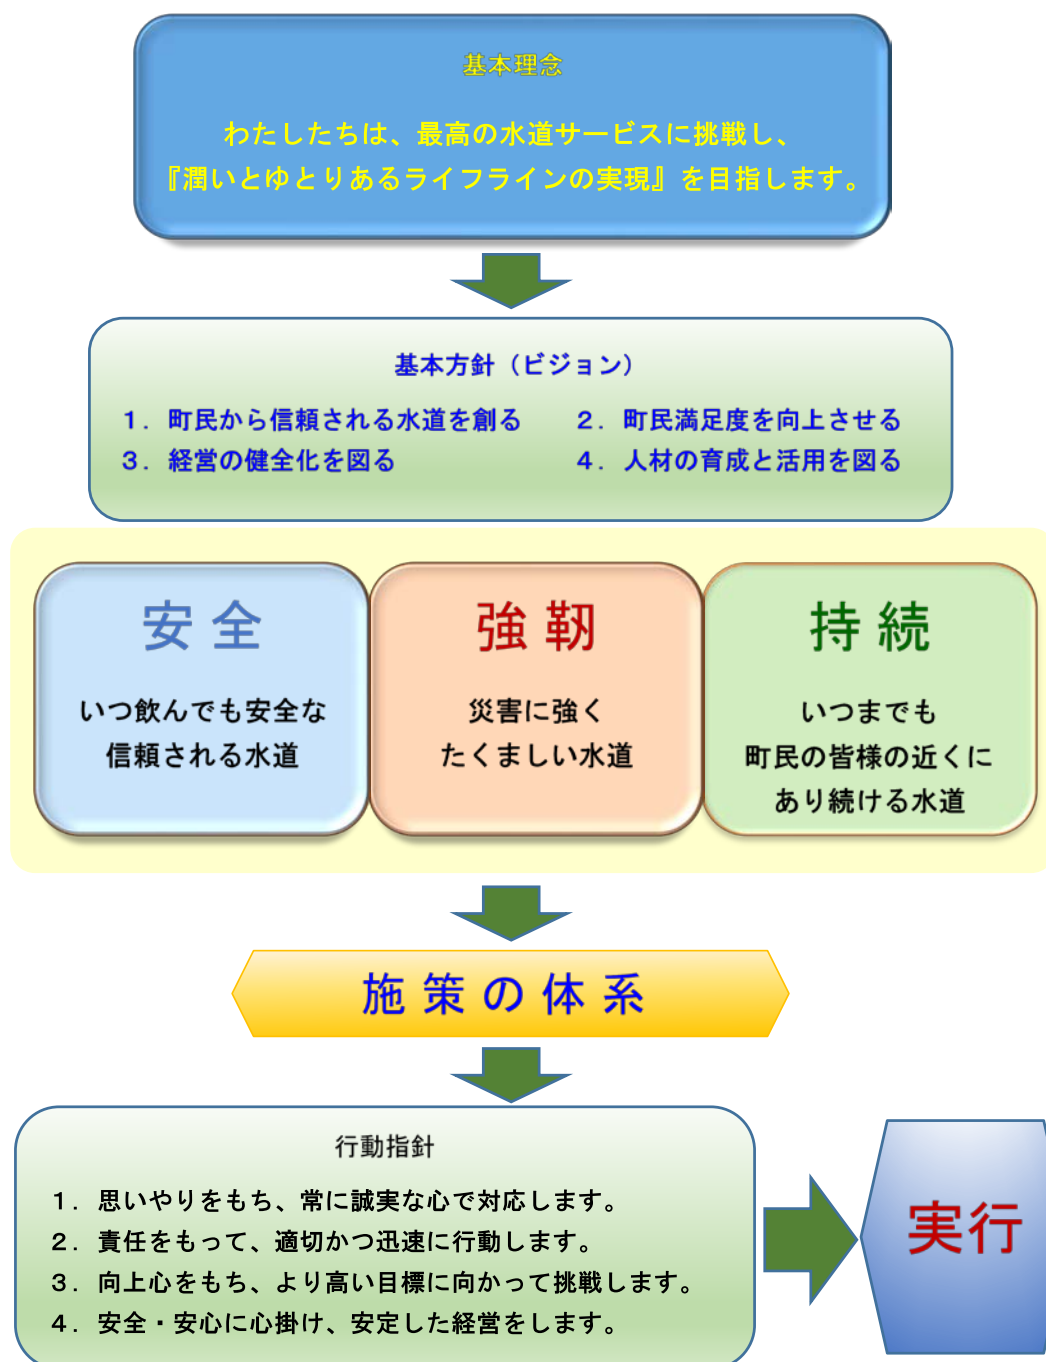 基本理念
わたしたちは、最高の水道サービスに挑戦し、
『潤いとゆとりあるライフラインの実現』を目指します。
基本方針（ビジョン）
１．町民から信頼される水道を創る　２．町民満足度を向上させる
３．経営の健全化を図る　４．人材の育成と活用を図る
安全
いつ飲んでも安全な
信頼される水道
強靭
災害に強く
たくましい水道
持続
いつまでも
町民の皆様の近くに
あり続ける水道
施策の体系
行動指針
１．思いやりをもち、常に誠実な心で対応します。
２．責任をもって、適切かつ迅速に行動します。
３．向上心をもち、より高い目標に向かって挑戦します。
４．安全・安心に心掛け、安定した経営をします。
実行